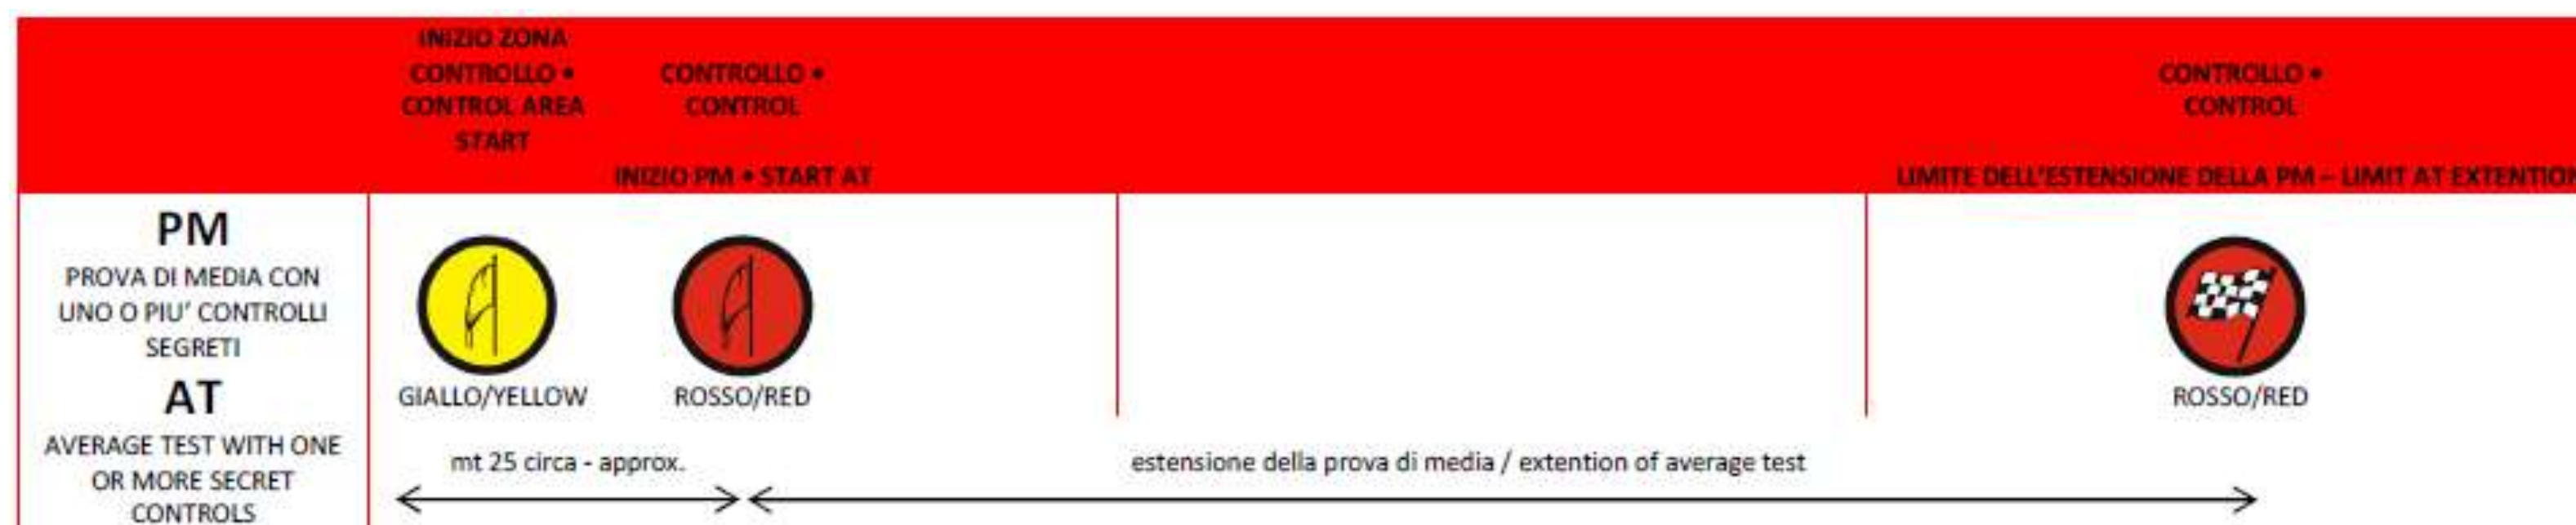 INIZIO ZONA
CONTROLLO •
CONTROL AREA
START
CONTROLLO •
CONTROL
INIZIO PM • START AT
CONTROLLO •
CONTROL
LIMITE DELL'ESTENSIONE DELLA PM – LIMIT AT EXTENTION
PM
PROVA DI MEDIA CON
UNO O PIU' CONTROLLI
SEGRETI
AT
AVERAGE TEST WITH ONE
OR MORE SECRET
CONTROLS
GIALLO/YELLOW
ROSSO/RED
ROSSO/RED
mt 25 circa - approx.
estensione della prova di media / extention of average test